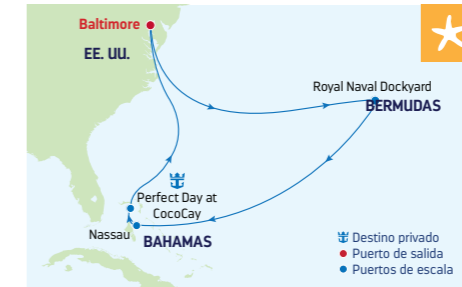 Baltimore
EE. UU.
Royal Naval Dockyard
BERMUDAS
Perfect Day at
CocoCay
Nassau
BAHAMAS
Destino privado
Puerto de salida
Puertos de escala